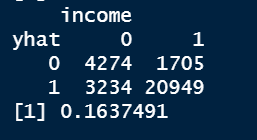 income
yhat 0 1
0 4274 1705
1 3234 20949
[1] 0.1637491